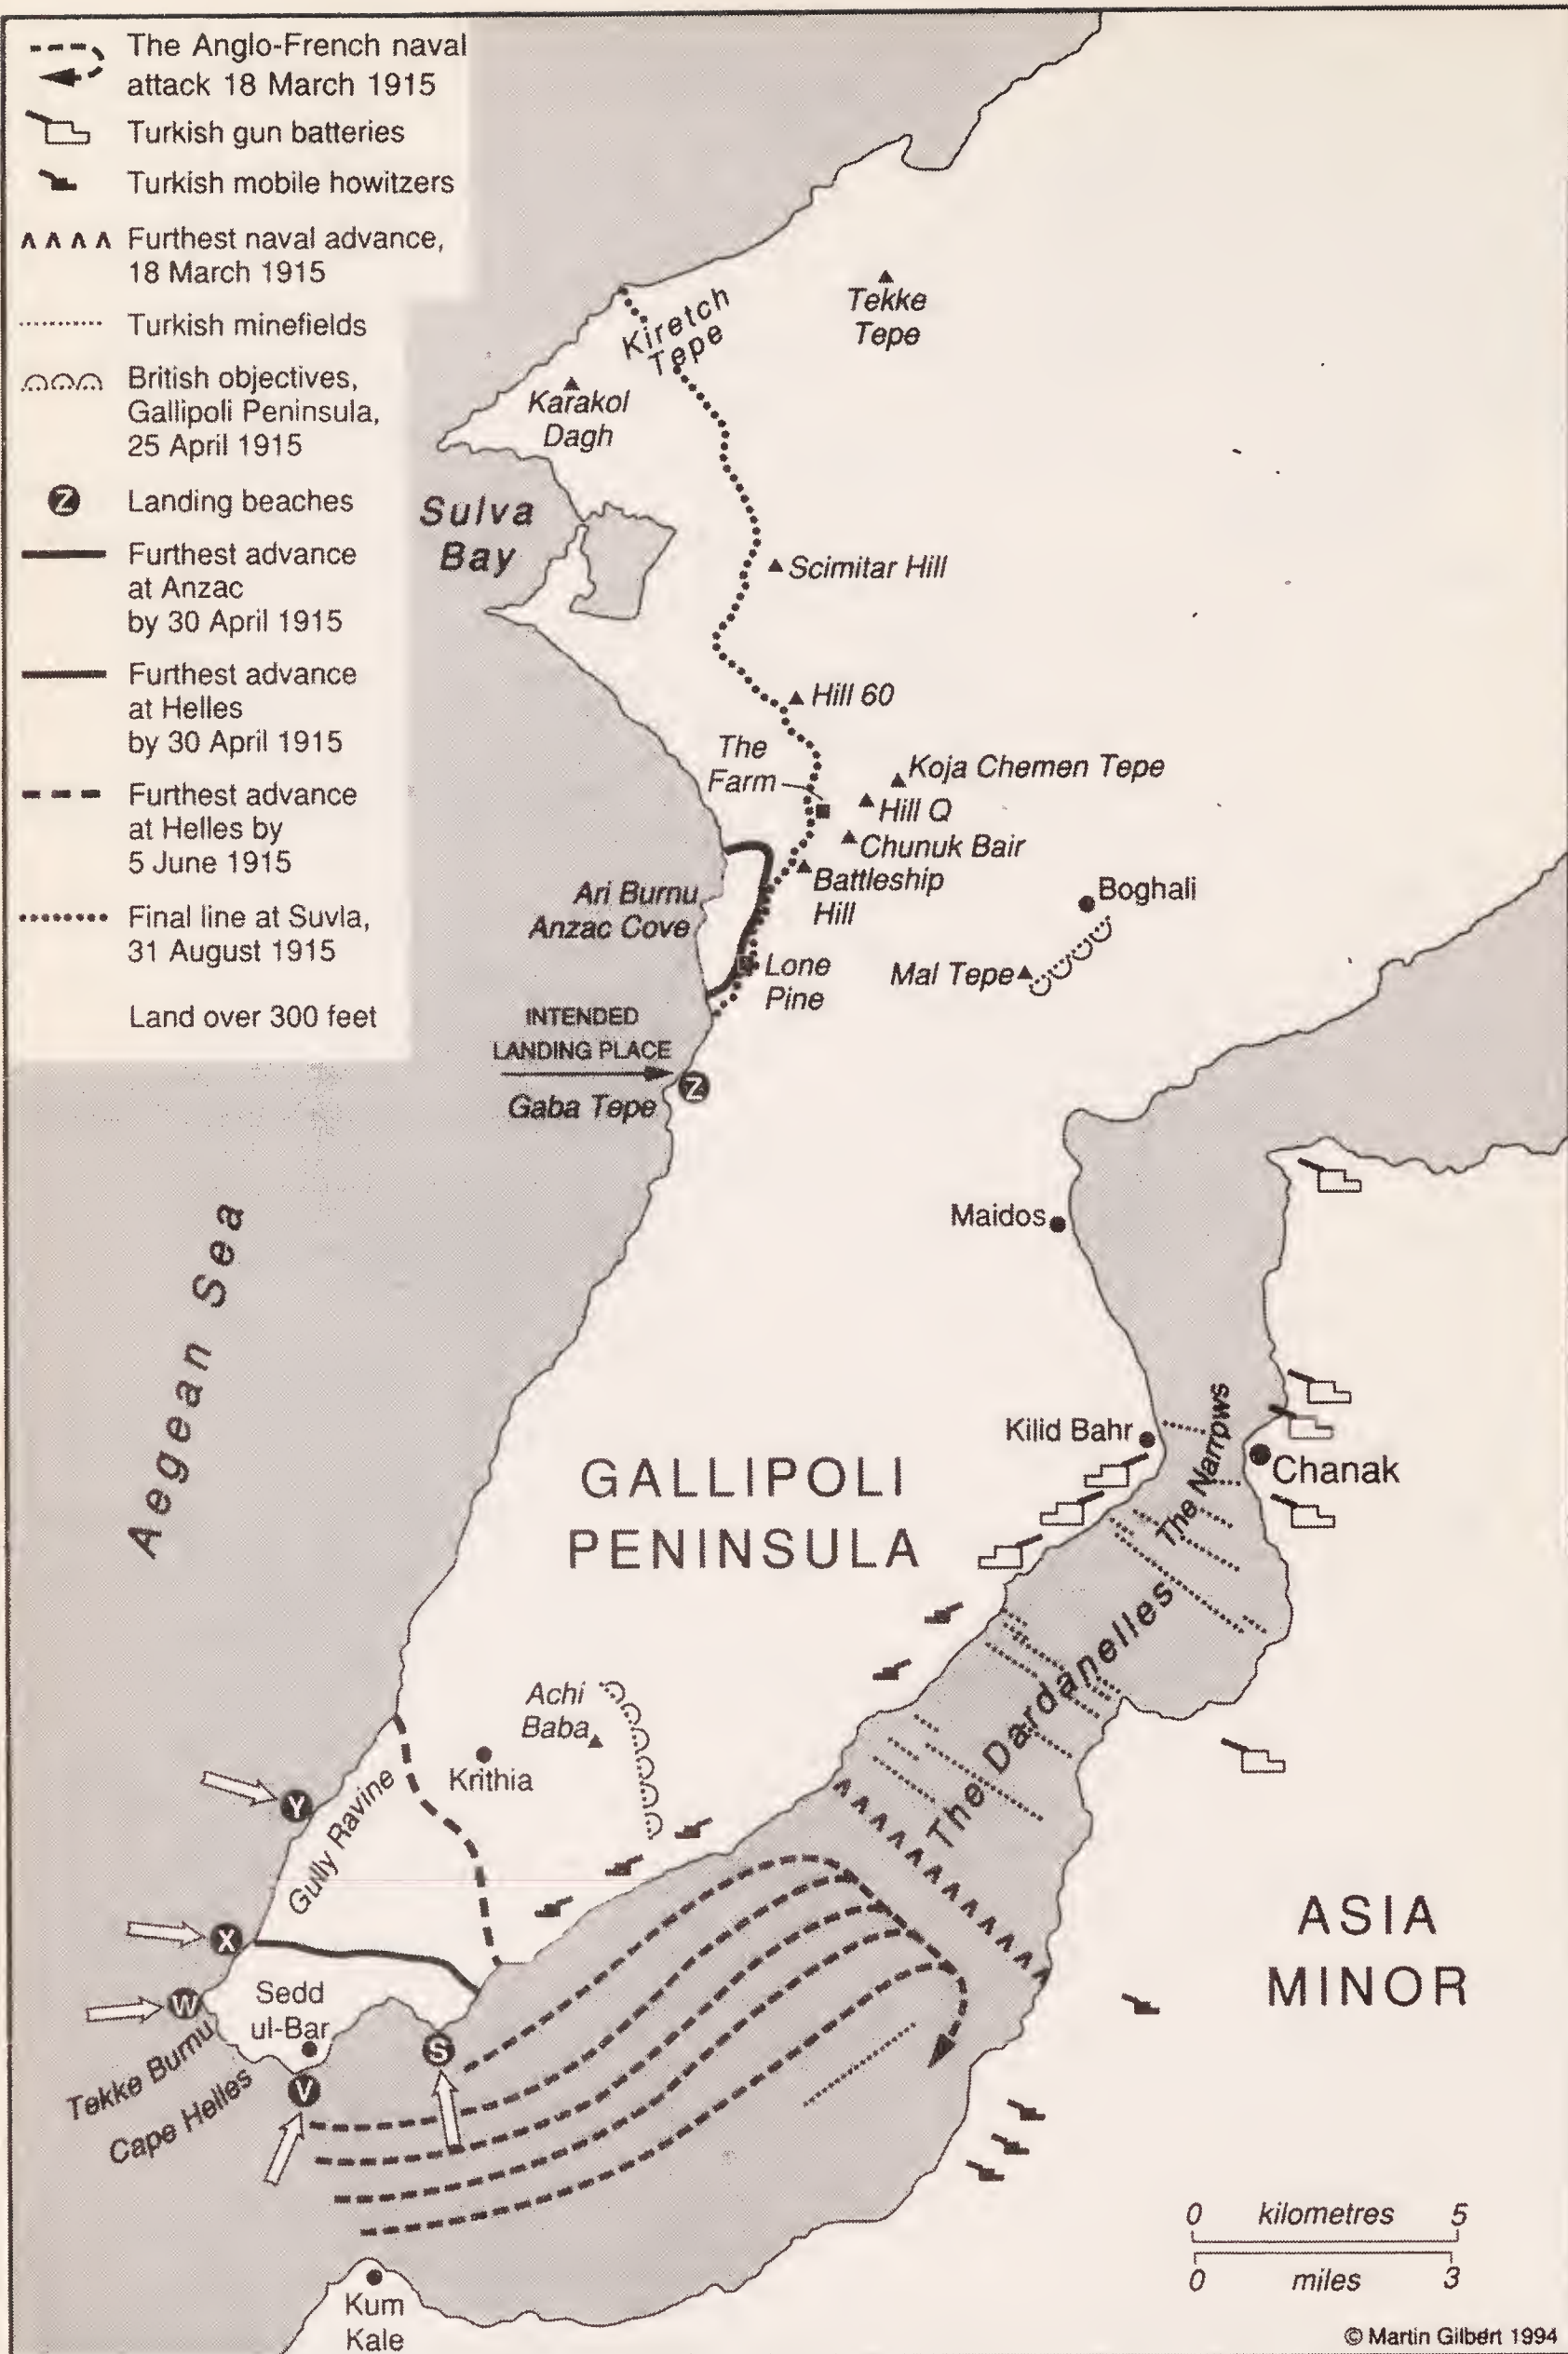 The Anglo-French naval
attack 18 March 1915
Turkish gun batteries
Turkish mobile howitzers
Furthest naval advance,
18 March 1915
Turkish minefields
British objectives,
Gallipoli Peninsula,
25 April 1915
Z
Landing beaches
Furthest advance
at Anzac
by 30 April 1915
Furthest advance
at Helles
by 30 April 1915
Furthest advance
at Helles by
5 June 1915
Final line at Suvla,
31 August 1915
Land over 300 feet
Kiretch
Tepe
Tekke
Tepe
Karakol
Dagh
Sulva
Bay
Scimitar Hill
Hill 60
The
Farm
Koja Chemen Tepe
Hill Q
Chunuk Bair
Battleship
Hill
Ari Burnu
Anzac Cove
Boghali
Lone
Pine
Mal Tepe
INTENDED
LANDING PLACE
Z
Gaba Tepe
Aegean Sea
Maidos
Kilid Bahr
The Narrows
Chanak
GALLIPOLI
PENINSULA
The Dardanelles
Achi
Baba
Krithia
Y
Gully Ravine
X
W
Sedd
ul-Bar
S
V
Tekke Burnu
Cape Helles
ASIA
MINOR
Kum
Kale
0 kilometres 5
0 miles 3
© Martin Gilbert 1994